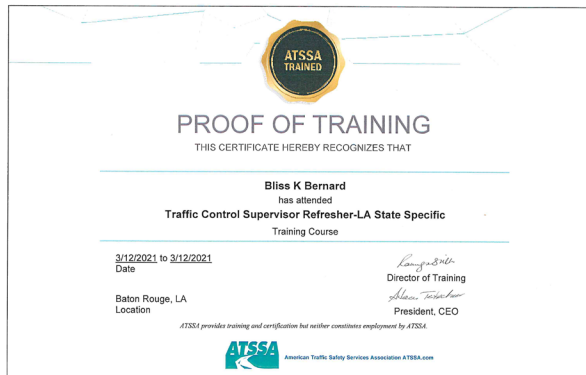 ATSSA
TRAINED
PROOF OF TRAINING
THIS CERTIFICATE HEREBY RECOGNIZES THAT
Bliss K Bernard
has attended
Traffic Control Supervisor Refresher-LA State Specific
Training Course
3/12/2021 to 3/12/2021
Date
Director of Training
Baton Rouge, LA
Location
President, CEO
ATSSA provides training and certification but neither constitutes employment by ATSSA.
ATSSA
American Traffic Safety Services Association ATSSA.com